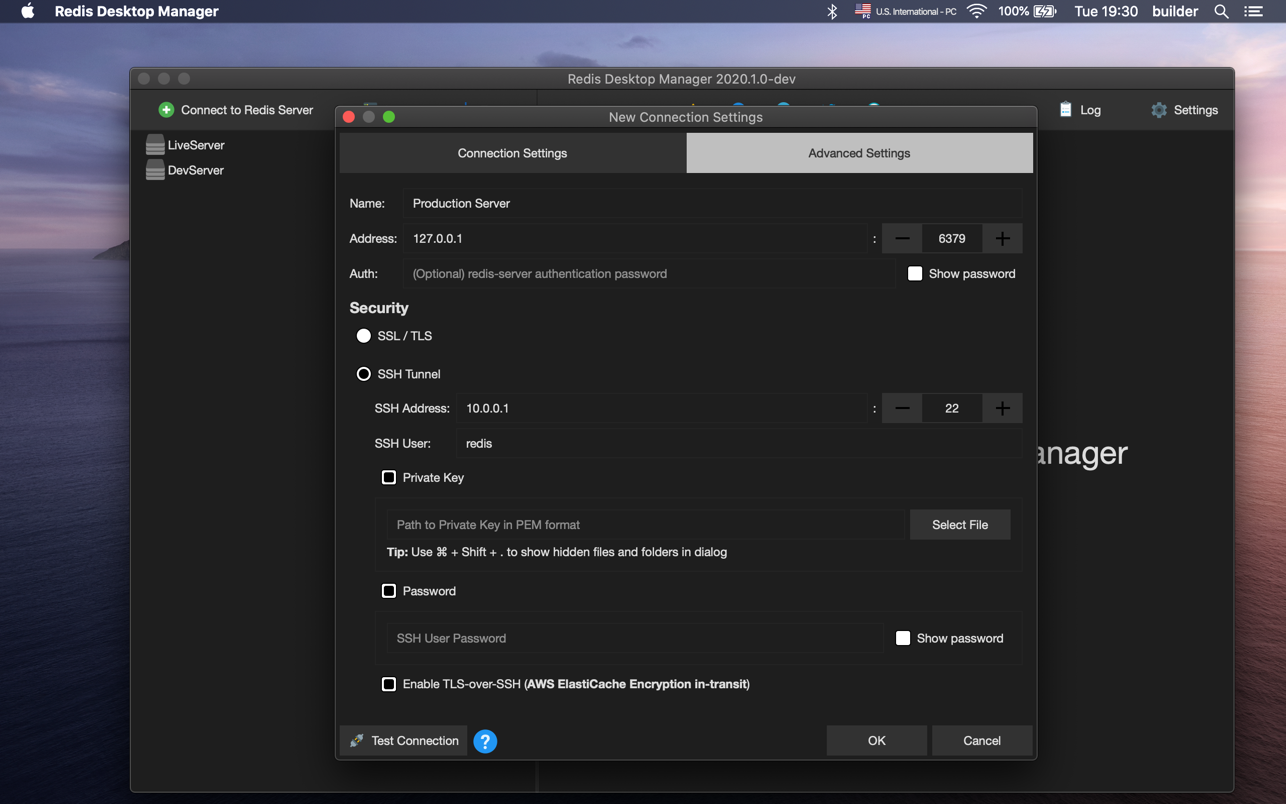 Redis Desktop Manager
PC U.S. International - PC 100% Tue 19:30 builder
Redis Desktop Manager 2020.1.0-dev
Connect to Redis Server
Log
Settings
LiveServer
DevServer
New Connection Settings
Connection Settings
Advanced Settings
Name: Production Server
Address: 127.0.0.1 : 6379
Auth: (Optional) redis-server authentication password Show password
Security
SSL / TLS
SSH Tunnel
SSH Address: 10.0.0.1 : 22
SSH User: redis
anager
Private Key
Path to Private Key in PEM format Select File
Tip: Use ⌘ + Shift + . to show hidden files and folders in dialog
Password
SSH User Password Show password
Enable TLS-over-SSH (AWS ElastiCache Encryption in-transit)
Test Connection ? OK Cancel